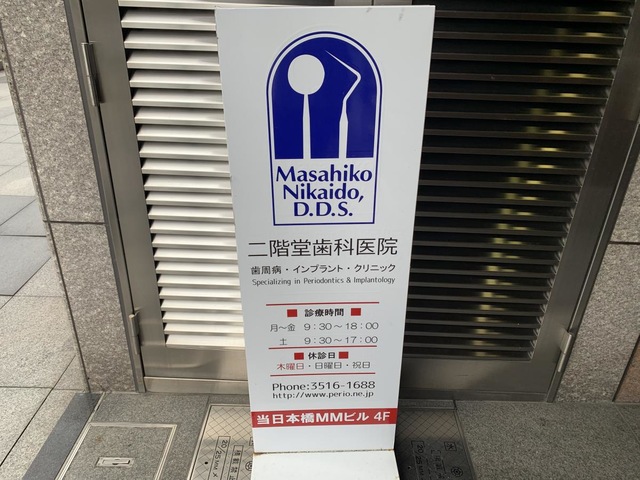 Masahiko
Nikaido,
D.D.S.
二階堂歯科医院
歯周病・インプラント・クリニック
Specializing in Periodontics & Implantology
■ 診療時間 ■
月〜金 9:30〜18:00
土 9:30〜17:00
■ 休診日 ■
木曜日・日曜日・祝日
Phone:3516-1688
http://www.perio.ne.jp
当日本橋MMビル 4F